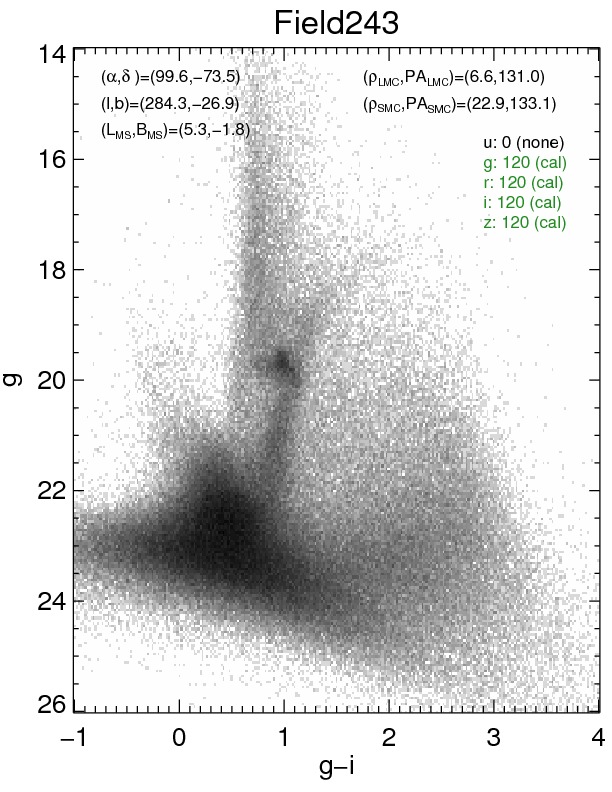 Field243
(α,δ )=(99.6,−73.5)
(ρLMC,PALMC)=(6.6,131.0)
(l,b)=(284.3,−26.9)
(ρSMC,PASMC)=(22.9,133.1)
(LMS,BMS)=(5.3,−1.8)
u: 0 (none)
g: 120 (cal)
r: 120 (cal)
i: 120 (cal)
z: 120 (cal)
14
16
18
20
22
24
26
g
−1 0 1 2 3 4
g−i